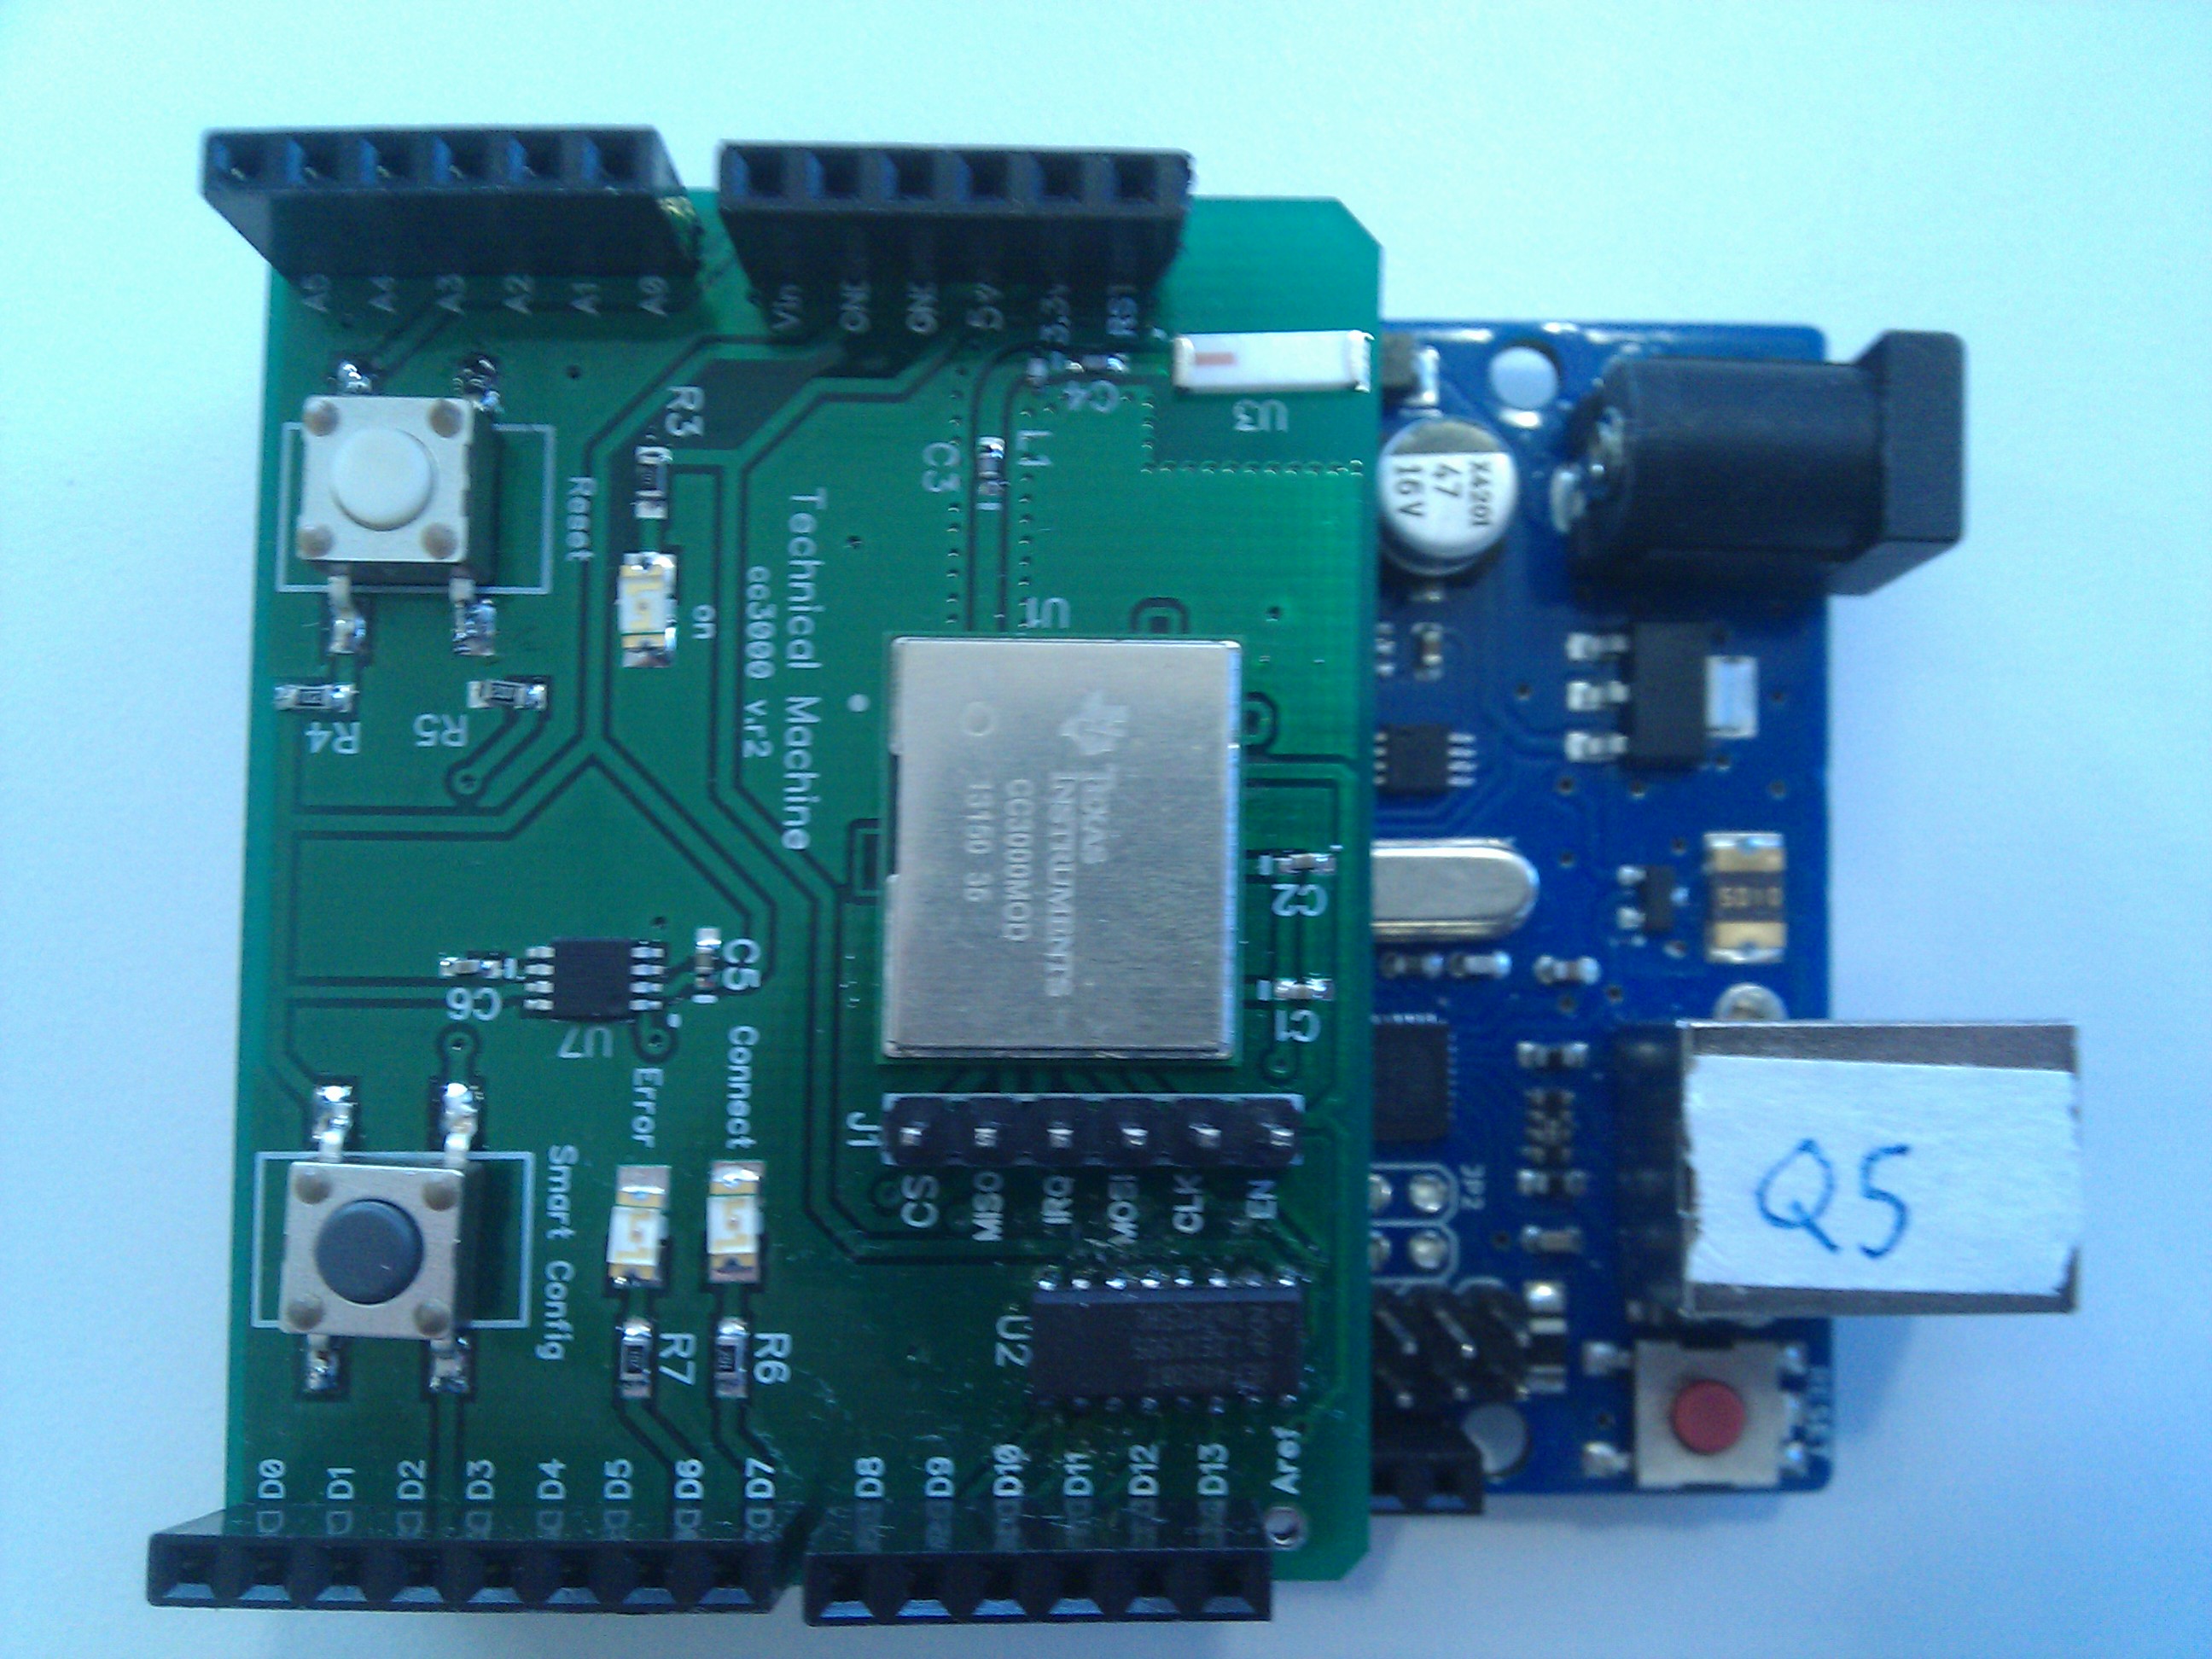 A5 A4 A3 A2 A1 A0
Vin GND GND 5V 3.3V RST
C4
U3
R3
C3
L1
Reset
on
Technical Machine
cc3000 v.r2
U1
X4201
47
16V
R4
R5
TEXAS
INSTRUMENTS
CC3000MOD
C2
C1
5010
C5
C6
U7
Error
Connect
J1
CS MISO IRQ MOSI CLK EN
JP2
Q5
Smart Config
R7
R6
U2
D0 D1 D2 D3 D4 D5 D6 D7
D8 D9 D10 D11 D12 D13
Aref